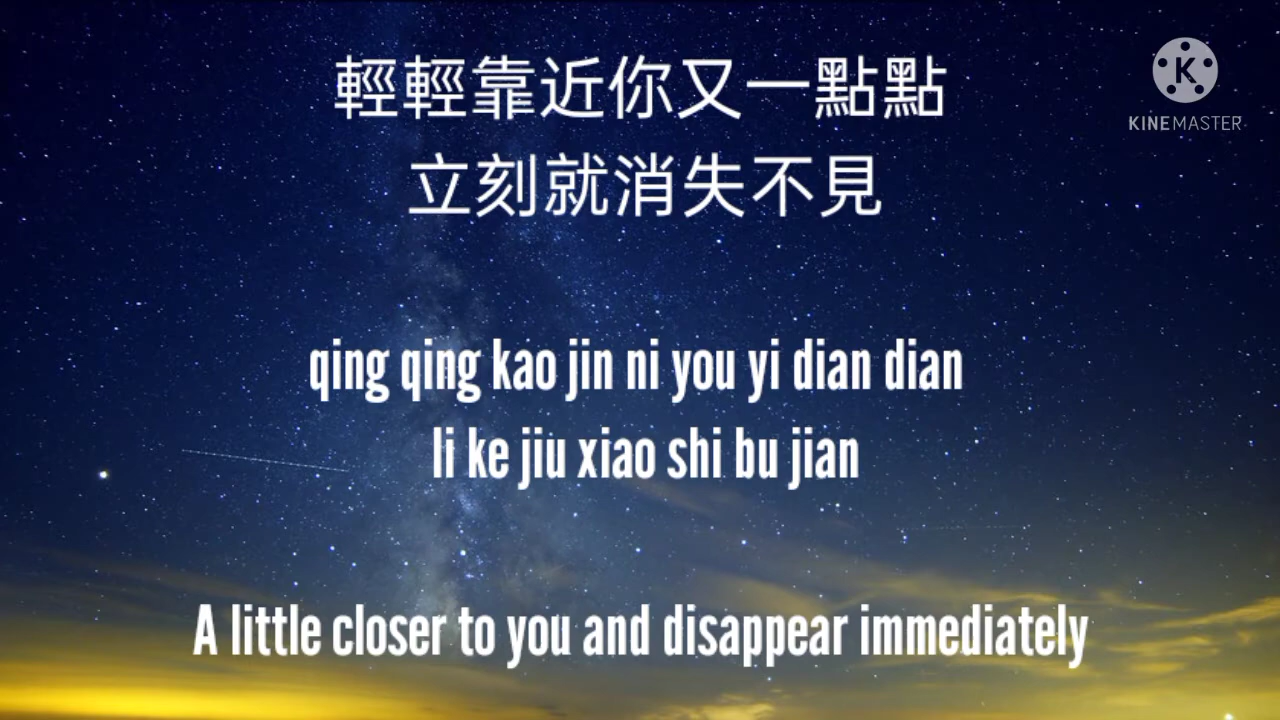 輕輕靠近你又一點點
K
KINEMASTER
立刻就消失不見
qing qing kao jin ni you yi dian dian
li ke jiu xiao shi bu jian
A little closer to you and disappear immediately